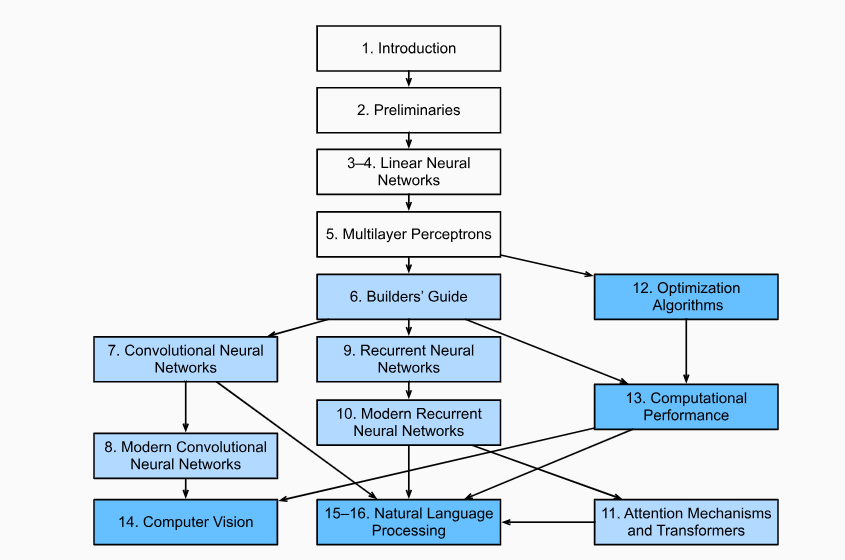 1. Introduction
2. Preliminaries
3–4. Linear Neural
Networks
5. Multilayer Perceptrons
6. Builders’ Guide
12. Optimization
Algorithms
7. Convolutional Neural
Networks
9. Recurrent Neural
Networks
13. Computational
Performance
10. Modern Recurrent
Neural Networks
8. Modern Convolutional
Neural Networks
14. Computer Vision
15–16. Natural Language
Processing
11. Attention Mechanisms
and Transformers